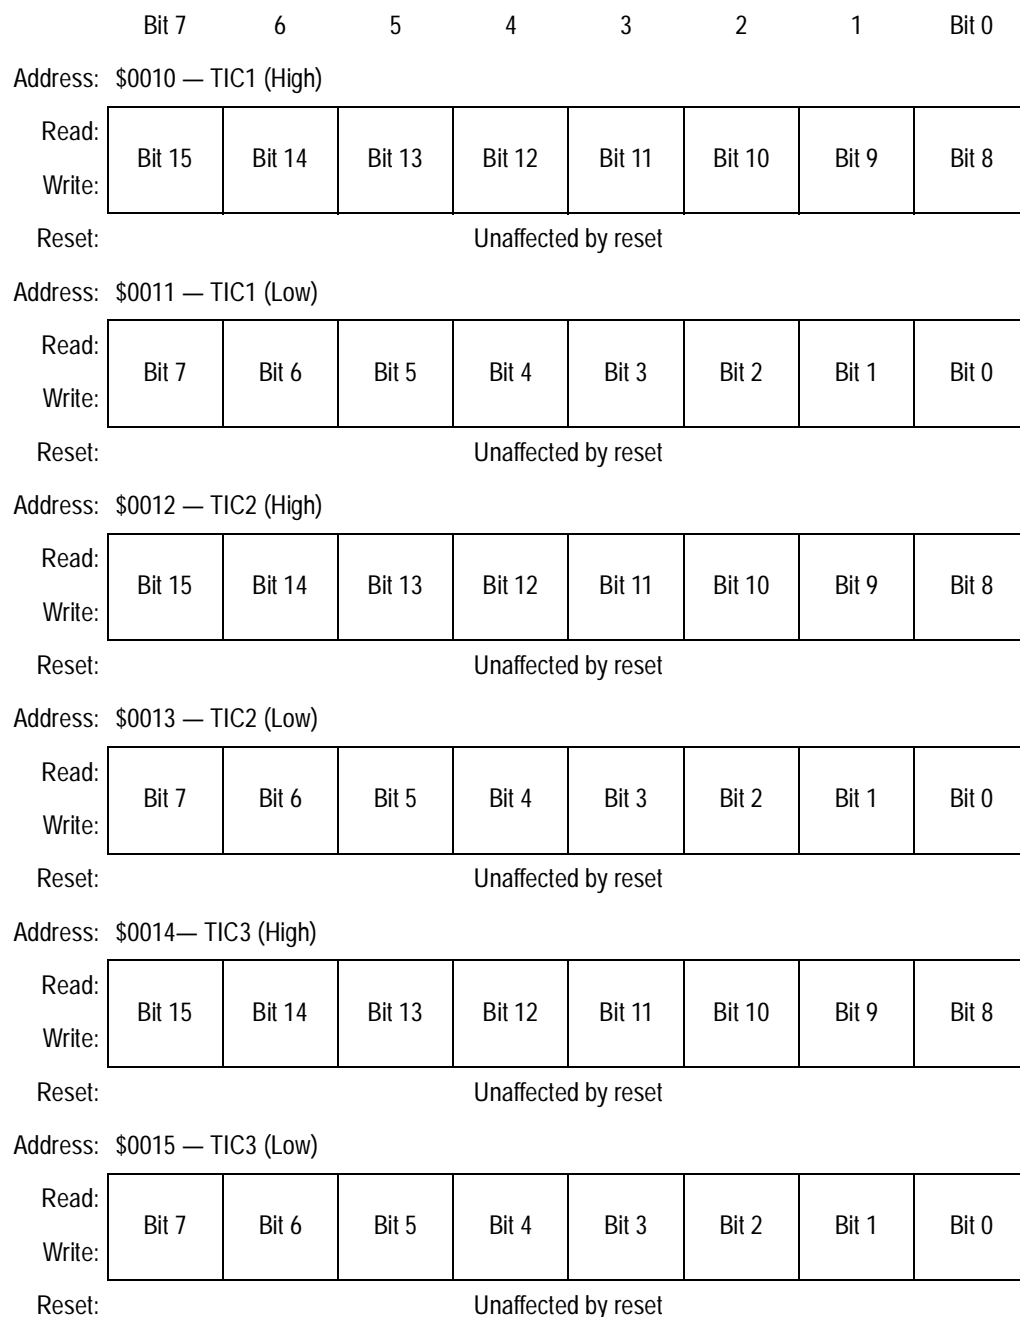 Bit 7 6 5 4 3 2 1 Bit 0
Address: $0010 — TIC1 (High)
Read:
Bit 15 Bit 14 Bit 13 Bit 12 Bit 11 Bit 10 Bit 9 Bit 8
Write:
Reset: Unaffected by reset
Address: $0011 — TIC1 (Low)
Read:
Bit 7 Bit 6 Bit 5 Bit 4 Bit 3 Bit 2 Bit 1 Bit 0
Write:
Reset: Unaffected by reset
Address: $0012 — TIC2 (High)
Read:
Bit 15 Bit 14 Bit 13 Bit 12 Bit 11 Bit 10 Bit 9 Bit 8
Write:
Reset: Unaffected by reset
Address: $0013 — TIC2 (Low)
Read:
Bit 7 Bit 6 Bit 5 Bit 4 Bit 3 Bit 2 Bit 1 Bit 0
Write:
Reset: Unaffected by reset
Address: $0014— TIC3 (High)
Read:
Bit 15 Bit 14 Bit 13 Bit 12 Bit 11 Bit 10 Bit 9 Bit 8
Write:
Reset: Unaffected by reset
Address: $0015 — TIC3 (Low)
Read:
Bit 7 Bit 6 Bit 5 Bit 4 Bit 3 Bit 2 Bit 1 Bit 0
Write:
Reset: Unaffected by reset